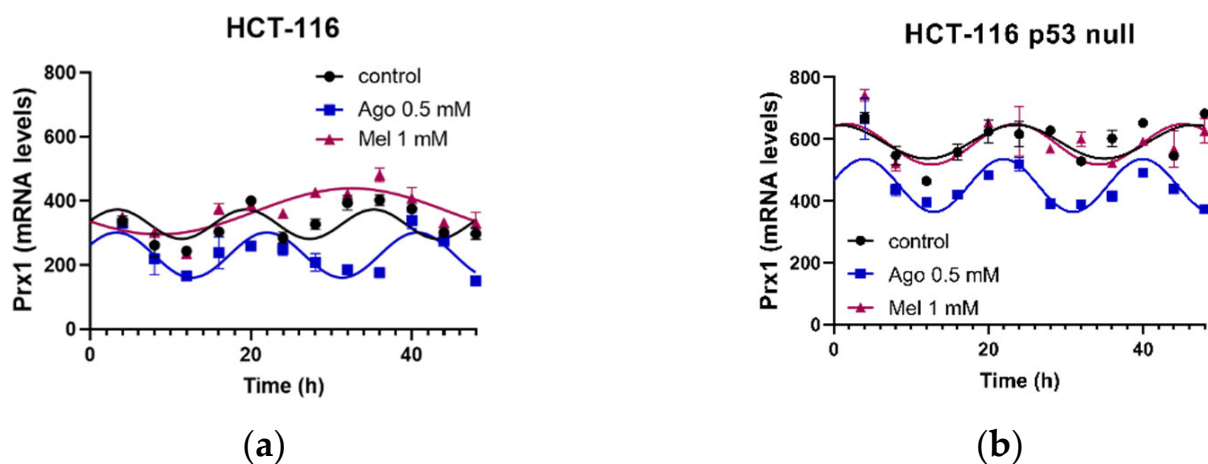 HCT-116
800
600
400
200
0
Prx1 (mRNA levels)
control
Ago 0.5 mM
Mel 1 mM
0 20 40
Time (h)
(a)
HCT-116 p53 null
800
600
400
200
0
Prx1 (mRNA levels)
control
Ago 0.5 mM
Mel 1 mM
0 20 40
Time (h)
(b)